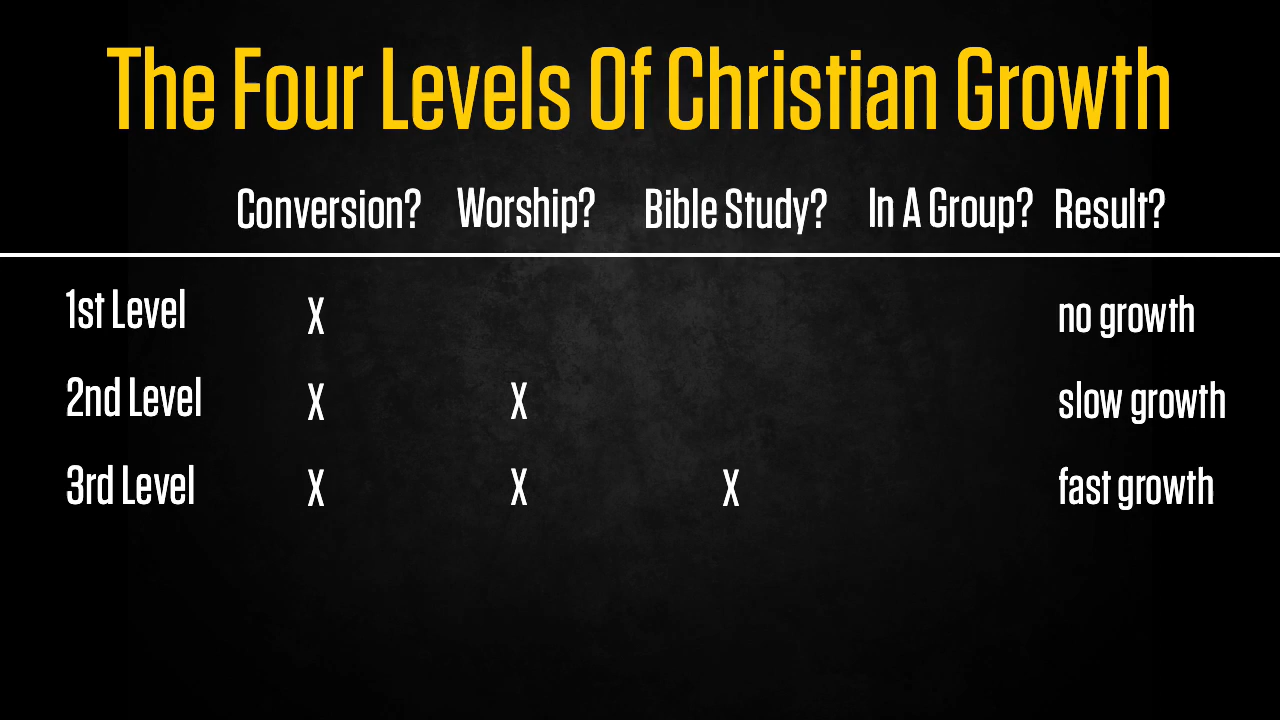 The Four Levels Of Christian Growth
Conversion? Worship? Bible Study? In A Group? Result?
1st Level X no growth
2nd Level X X slow growth
3rd Level X X X fast growth